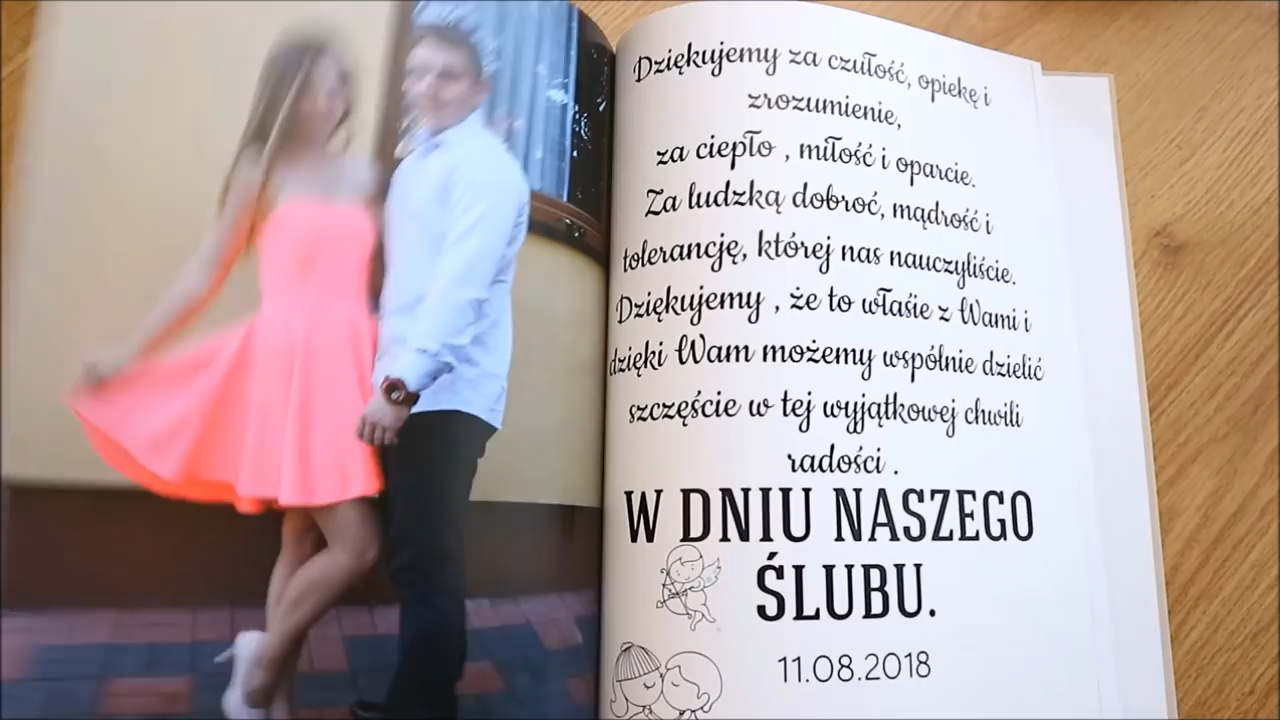 Dziękujemy za czułość, opiekę i
zrozumienie,
za ciepło , miłość i oparcie.
Za ludzką dobroć, mądrość i
tolerancję, której nas nauczyliście.
Dziękujemy , że to właśie z Wami i
dzięki Wam możemy wspólnie dzielić
szczęście w tej wyjątkowej chwili
radości .
W DNIU NASZEGO
ŚLUBU.
11.08.2018